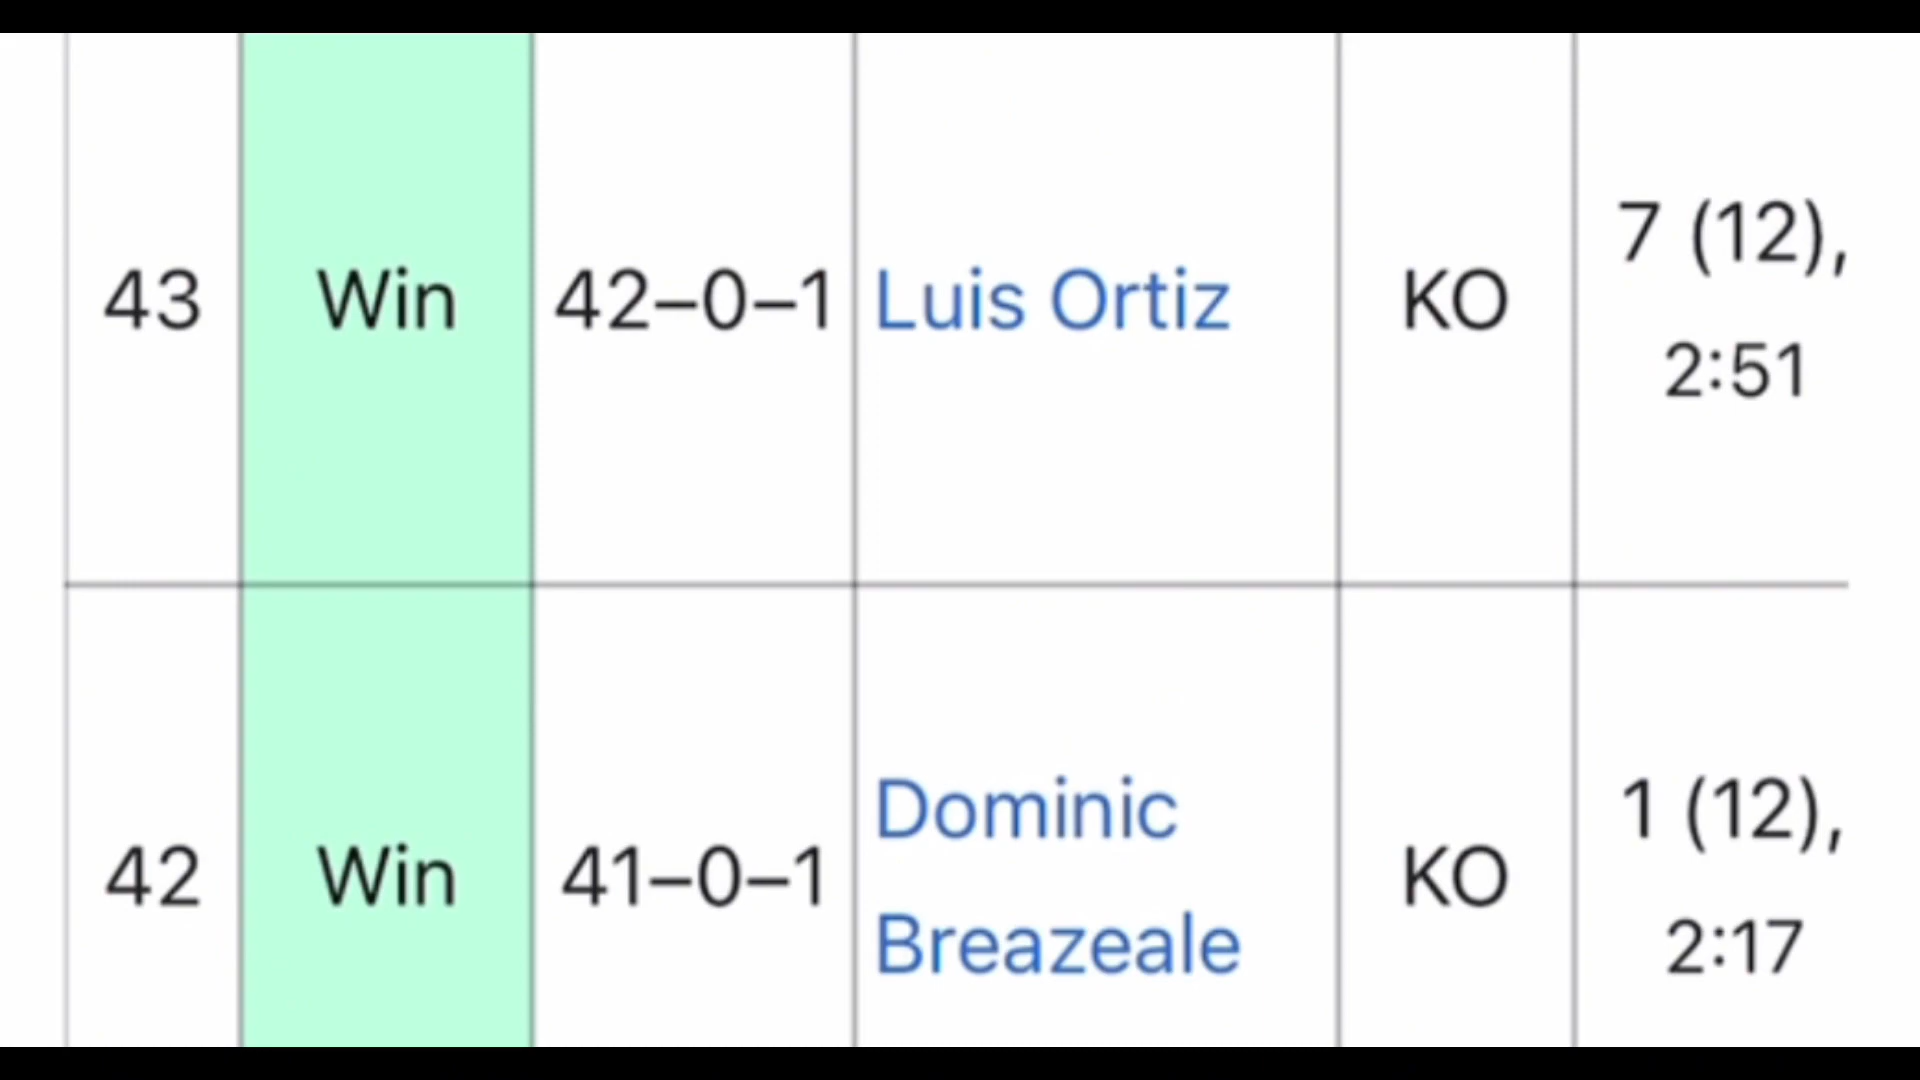 43 Win 42–0–1 Luis Ortiz KO 7 (12),
2:51
42 Win 41–0–1 Dominic
Breazeale KO 1 (12),
2:17